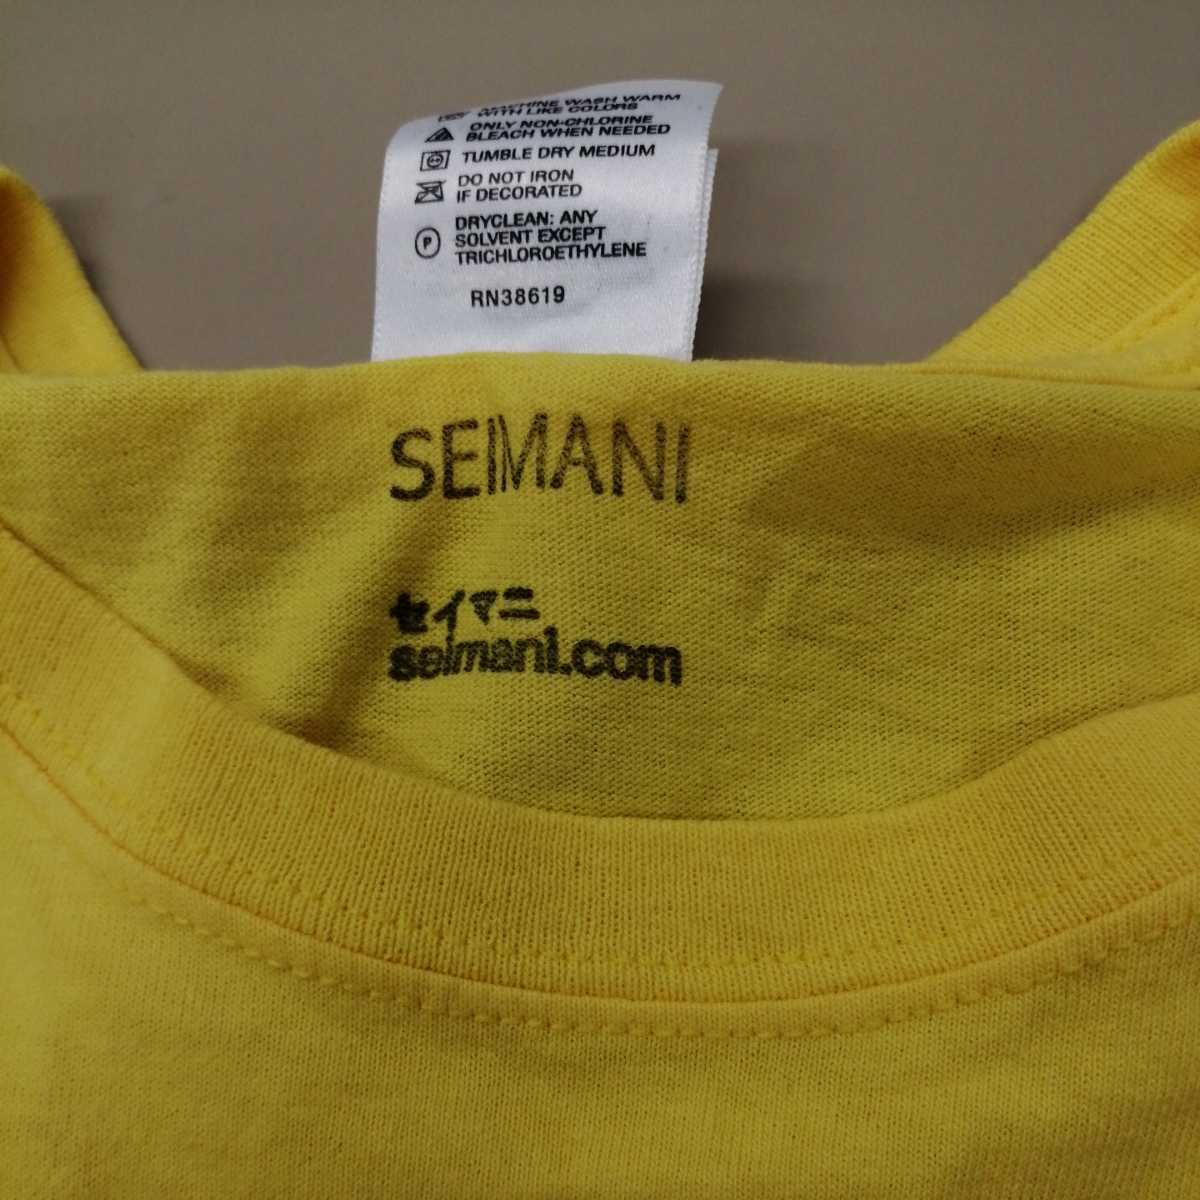 MACHINE WASH WARM
WITH LIKE COLORS
ONLY NON-CHLORINE
BLEACH WHEN NEEDED
TUMBLE DRY MEDIUM
DO NOT IRON
IF DECORATED
P
DRYCLEAN: ANY
SOLVENT EXCEPT
TRICHLOROETHYLENE
RN38619
SEIMANI
セイマニ
seimani.com